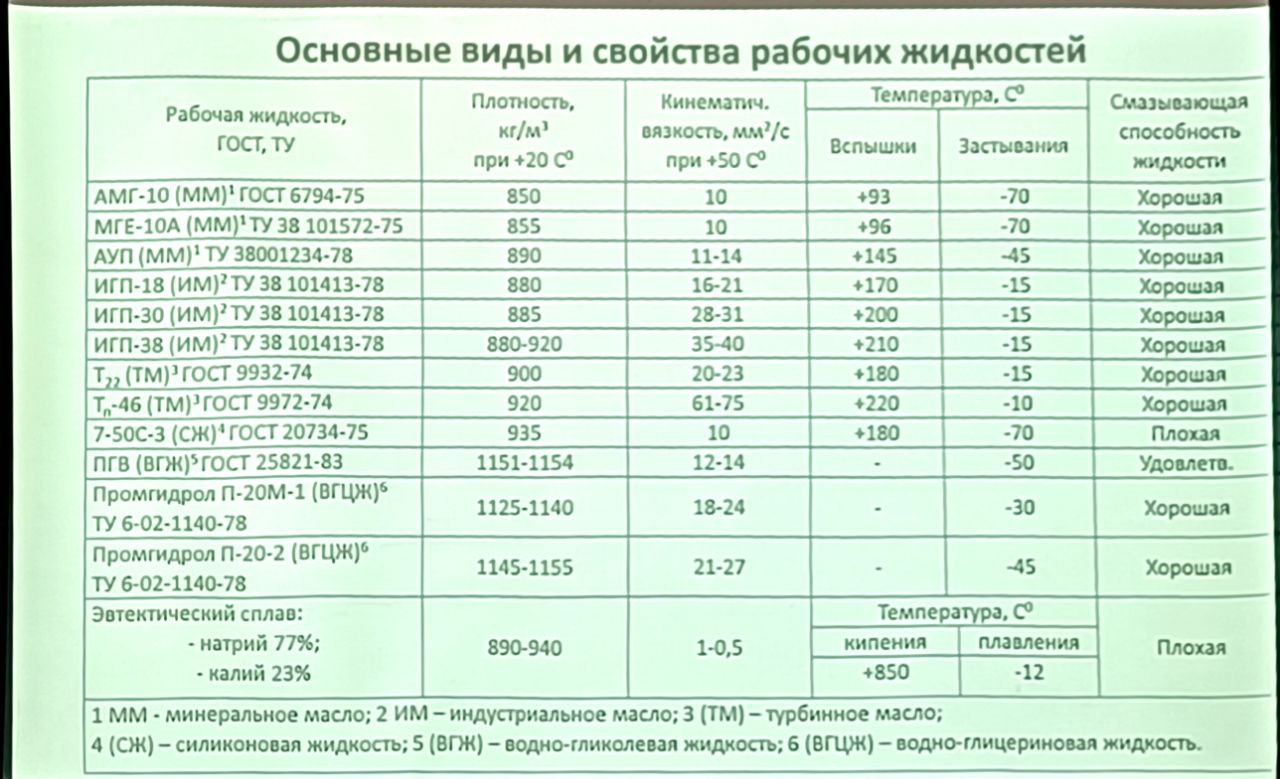 Основные виды и свойства рабочих жидкостей
Рабочая жидкость,
ГОСТ, ТУ
Плотность,
кг/м³
при +20 С⁰
Кинематич.
вязкость, мм²/с
при +50 С⁰
Температура, С⁰
Вспышки Застывания
Смазывающая
способность
жидкости
АМГ-10 (ММ)¹ ГОСТ 6794-75 850 10 +93 -70 Хорошая
МГЕ-10А (ММ)¹ ТУ 38 101572-75 855 10 +96 -70 Хорошая
АУП (ММ)¹ ТУ 38001234-78 890 11-14 +145 -45 Хорошая
ИГП-18 (ИМ)² ТУ 38 101413-78 880 16-21 +170 -15 Хорошая
ИГП-30 (ИМ)² ТУ 38 101413-78 885 28-31 +200 -15 Хорошая
ИГП-38 (ИМ)² ТУ 38 101413-78 880-920 35-40 +210 -15 Хорошая
Т₂₂ (ТМ)³ ГОСТ 9932-74 900 20-23 +180 -15 Хорошая
Тₙ-46 (ТМ)³ ГОСТ 9972-74 920 61-75 +220 -10 Хорошая
7-50С-3 (СЖ)⁴ ГОСТ 20734-75 935 10 +180 -70 Плохая
ПГВ (ВГЖ)⁵ ГОСТ 25821-83 1151-1154 12-14 - -50 Удовлетв.
Промгидрол П-20М-1 (ВГЦЖ)⁶
ТУ 6-02-1140-78
1125-1140 18-24 - -30 Хорошая
Промгидрол П-20-2 (ВГЦЖ)⁶
ТУ 6-02-1140-78
1145-1155 21-27 - -45 Хорошая
Эвтектический сплав:
- натрий 77%;
- калий 23%
890-940 1-0,5
Температура, С⁰
кипения плавления
+850 -12
Плохая
1 ММ - минеральное масло; 2 ИМ – индустриальное масло; 3 (ТМ) – турбинное масло;
4 (СЖ) – силиконовая жидкость; 5 (ВГЖ) – водно-гликолевая жидкость; 6 (ВГЦЖ) – водно-глицериновая жидкость.